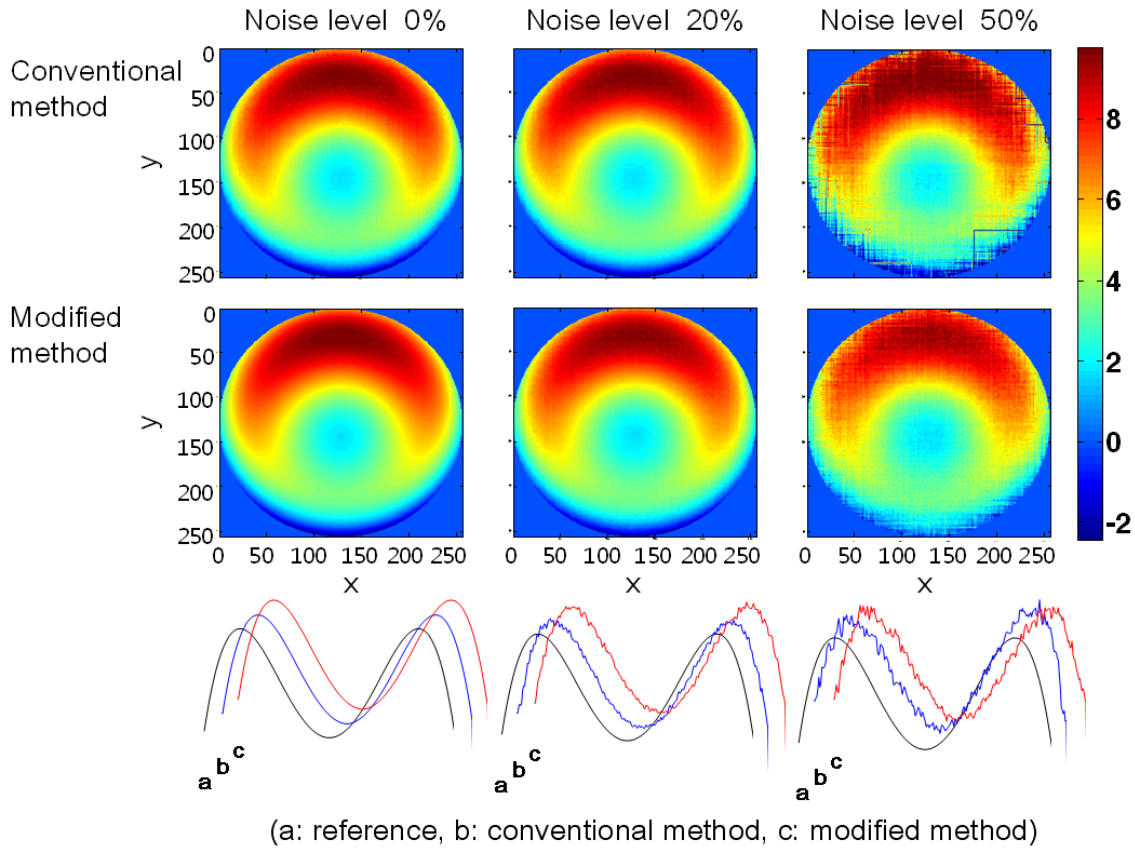 Noise level 0% Noise level 20% Noise level 50%
Conventional
method
y
0
50
100
150
200
250
Modified
method
y
0
50
100
150
200
250
0 50 100 150 200 250
0 50 100 150 200 250
0 50 100 150 200 250
x x x
8
6
4
2
0
-2
a b c
a b c
a b c
(a: reference, b: conventional method, c: modified method)